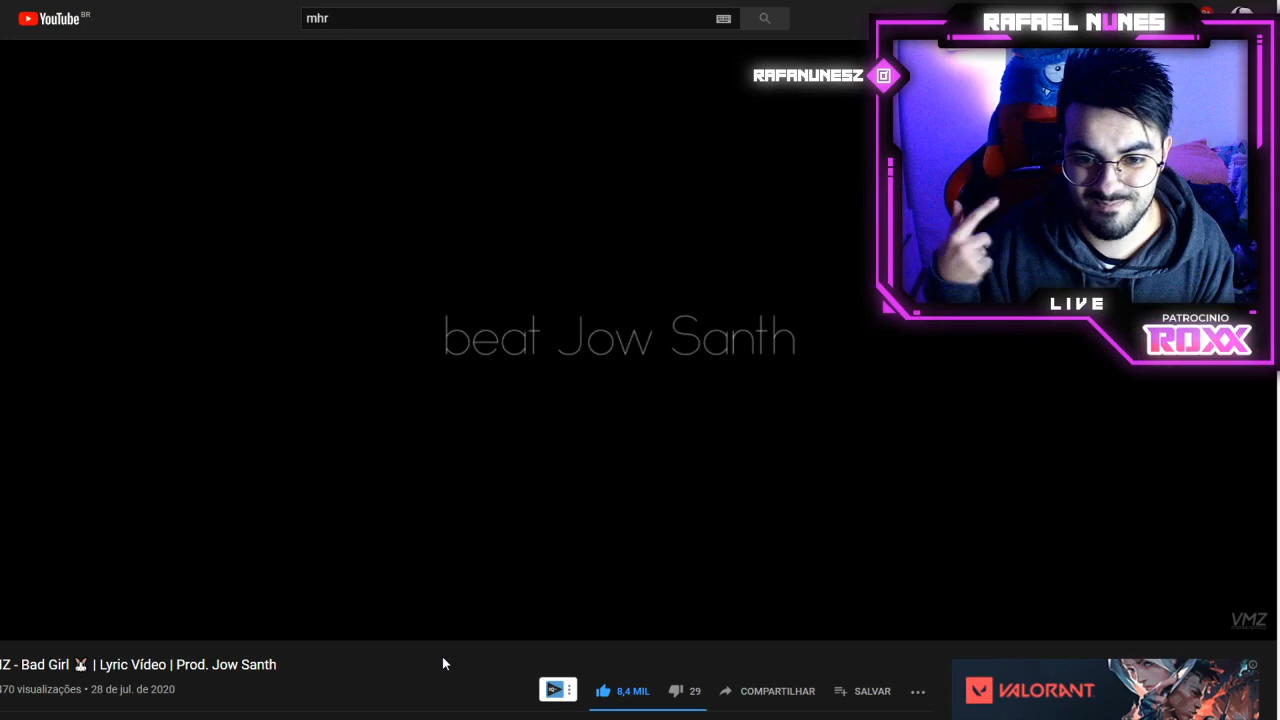 YouTube BR
mhr
RAFAEL NUNES
RAFANUNESZ
beat Jow Santh
LIVE
PATROCINIO
ROXX
VMZ
IZ - Bad Girl | Lyric Vídeo | Prod. Jow Santh
370 visualizações • 28 de jul. de 2020
8,4 MIL
29
COMPARTILHAR
SALVAR
VALORANT